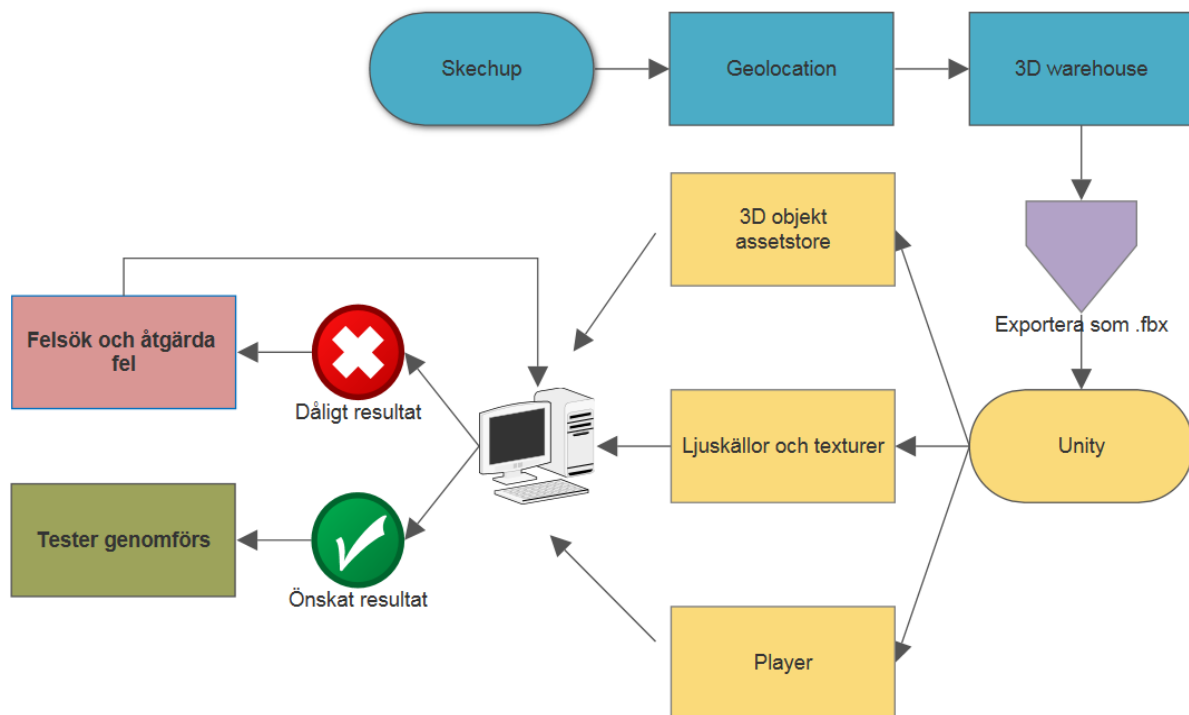 Skechup
Geolocation
3D warehouse
3D objekt
assetstore
Exportera som .fbx
Felsök och åtgärda
fel
Dåligt resultat
Ljuskällor och texturer
Unity
Tester genomförs
Önskat resultat
Player